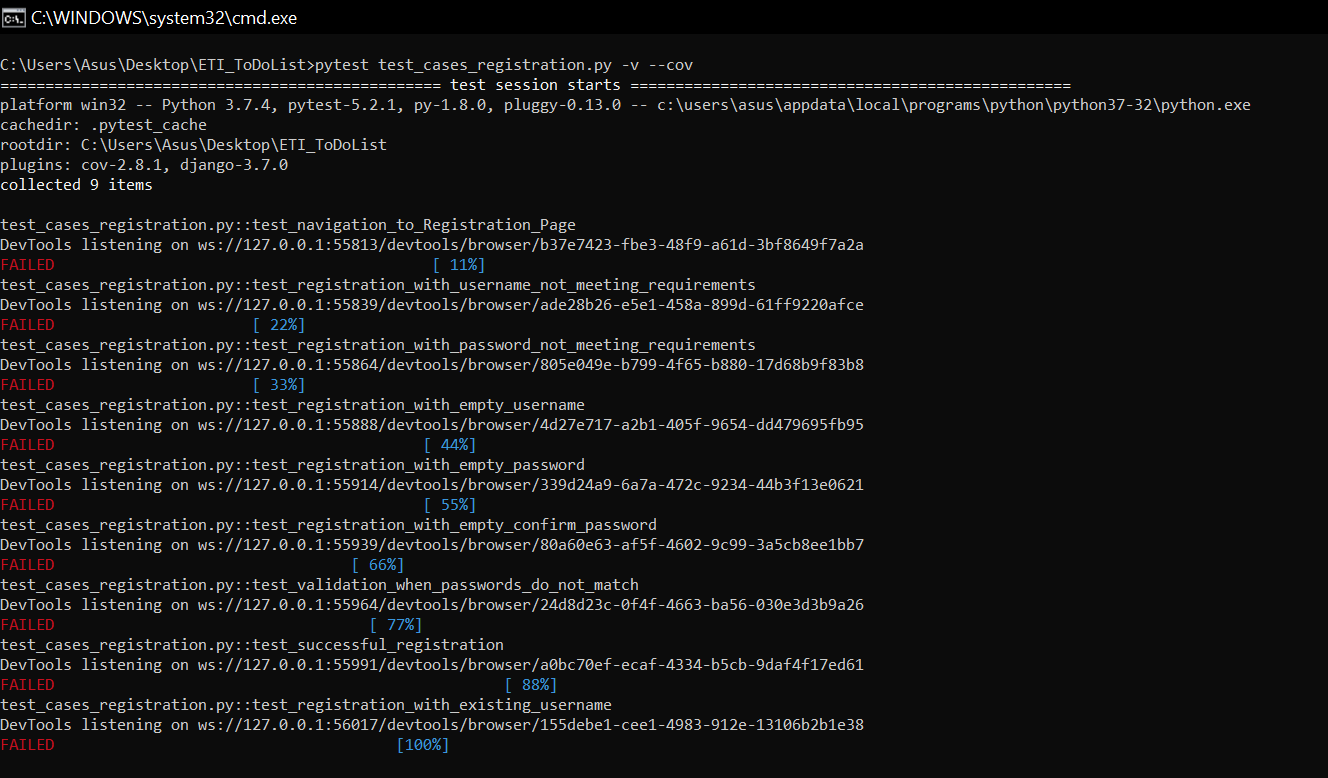 C:\WINDOWS\system32\cmd.exe
C:\Users\Asus\Desktop\ETI_ToDoList>pytest test_cases_registration.py -v --cov
================================================= test session starts =================================================
platform win32 -- Python 3.7.4, pytest-5.2.1, py-1.8.0, pluggy-0.13.0 -- c:\users\asus\appdata\local\programs\python\python37-32\python.exe
cachedir: .pytest_cache
rootdir: C:\Users\Asus\Desktop\ETI_ToDoList
plugins: cov-2.8.1, django-3.7.0
collected 9 items
test_cases_registration.py::test_navigation_to_Registration_Page
DevTools listening on ws://127.0.0.1:55813/devtools/browser/b37e7423-fbe3-48f9-a61d-3bf8649f7a2a
FAILED [ 11%]
test_cases_registration.py::test_registration_with_username_not_meeting_requirements
DevTools listening on ws://127.0.0.1:55839/devtools/browser/ade28b26-e5e1-458a-899d-61ff9220afce
FAILED [ 22%]
test_cases_registration.py::test_registration_with_password_not_meeting_requirements
DevTools listening on ws://127.0.0.1:55864/devtools/browser/805e049e-b799-4f65-b880-17d68b9f83b8
FAILED [ 33%]
test_cases_registration.py::test_registration_with_empty_username
DevTools listening on ws://127.0.0.1:55888/devtools/browser/4d27e717-a2b1-405f-9654-dd479695fb95
FAILED [ 44%]
test_cases_registration.py::test_registration_with_empty_password
DevTools listening on ws://127.0.0.1:55914/devtools/browser/339d24a9-6a7a-472c-9234-44b3f13e0621
FAILED [ 55%]
test_cases_registration.py::test_registration_with_empty_confirm_password
DevTools listening on ws://127.0.0.1:55939/devtools/browser/80a60e63-af5f-4602-9c99-3a5cb8ee1bb7
FAILED [ 66%]
test_cases_registration.py::test_validation_when_passwords_do_not_match
DevTools listening on ws://127.0.0.1:55964/devtools/browser/24d8d23c-0f4f-4663-ba56-030e3d3b9a26
FAILED [ 77%]
test_cases_registration.py::test_successful_registration
DevTools listening on ws://127.0.0.1:55991/devtools/browser/a0bc70ef-ecaf-4334-b5cb-9daf4f17ed61
FAILED [ 88%]
test_cases_registration.py::test_registration_with_existing_username
DevTools listening on ws://127.0.0.1:56017/devtools/browser/155debe1-cee1-4983-912e-13106b2b1e38
FAILED [100%]